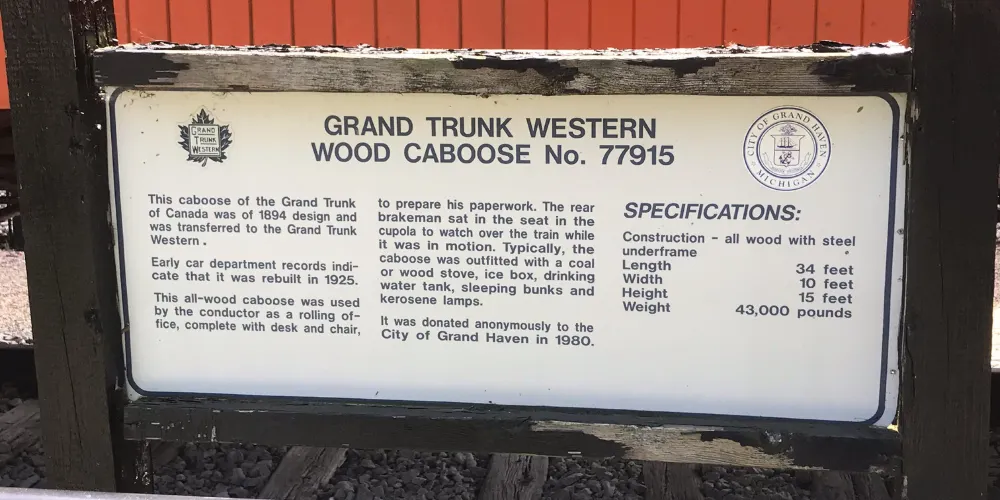 GRAND
TRUNK
WESTERN
GRAND TRUNK WESTERN
WOOD CABOOSE No. 77915
CITY OF GRAND HAVEN
MICHIGAN
This caboose of the Grand Trunk
of Canada was of 1894 design and
was transferred to the Grand Trunk
Western .
Early car department records indi-
cate that it was rebuilt in 1925.
This all-wood caboose was used
by the conductor as a rolling of-
fice, complete with desk and chair,
to prepare his paperwork. The rear
brakeman sat in the seat in the
cupola to watch over the train while
it was in motion. Typically, the
caboose was outfitted with a coal
or wood stove, ice box, drinking
water tank, sleeping bunks and
kerosene lamps.
It was donated anonymously to the
City of Grand Haven in 1980.
SPECIFICATIONS:
Construction - all wood with steel
underframe
Length 34 feet
Width 10 feet
Height 15 feet
Weight 43,000 pounds